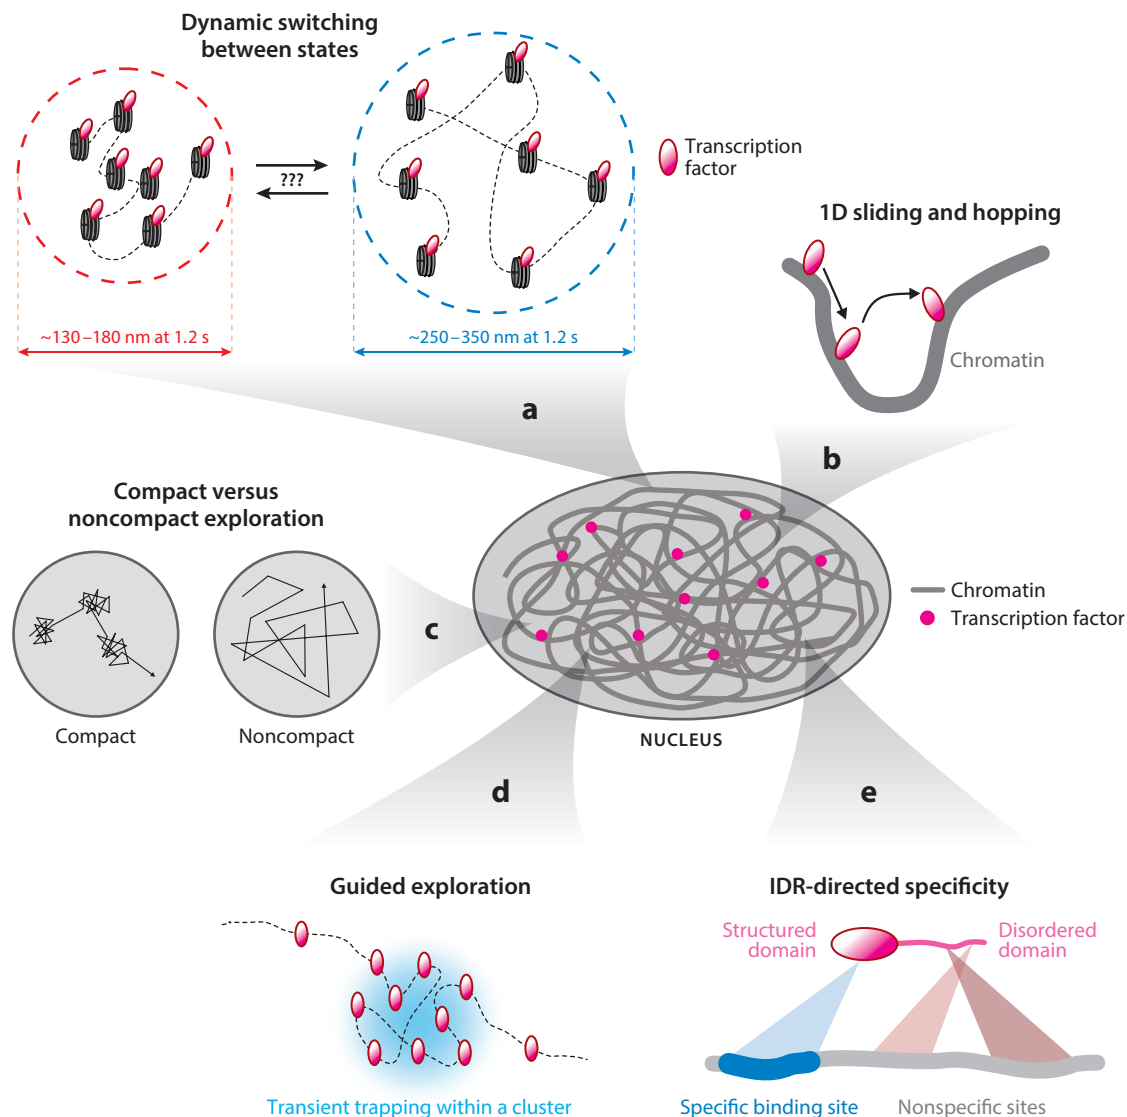 Dynamic switching
between states
???
Transcription
factor
~130–180 nm at 1.2 s
~250–350 nm at 1.2 s
1D sliding and hopping
Chromatin
a
b
Compact versus
noncompact exploration
Compact
Noncompact
c
NUCLEUS
Chromatin
Transcription factor
d
e
Guided exploration
Transient trapping within a cluster
IDR-directed specificity
Structured
domain
Disordered
domain
Specific binding site
Nonspecific sites